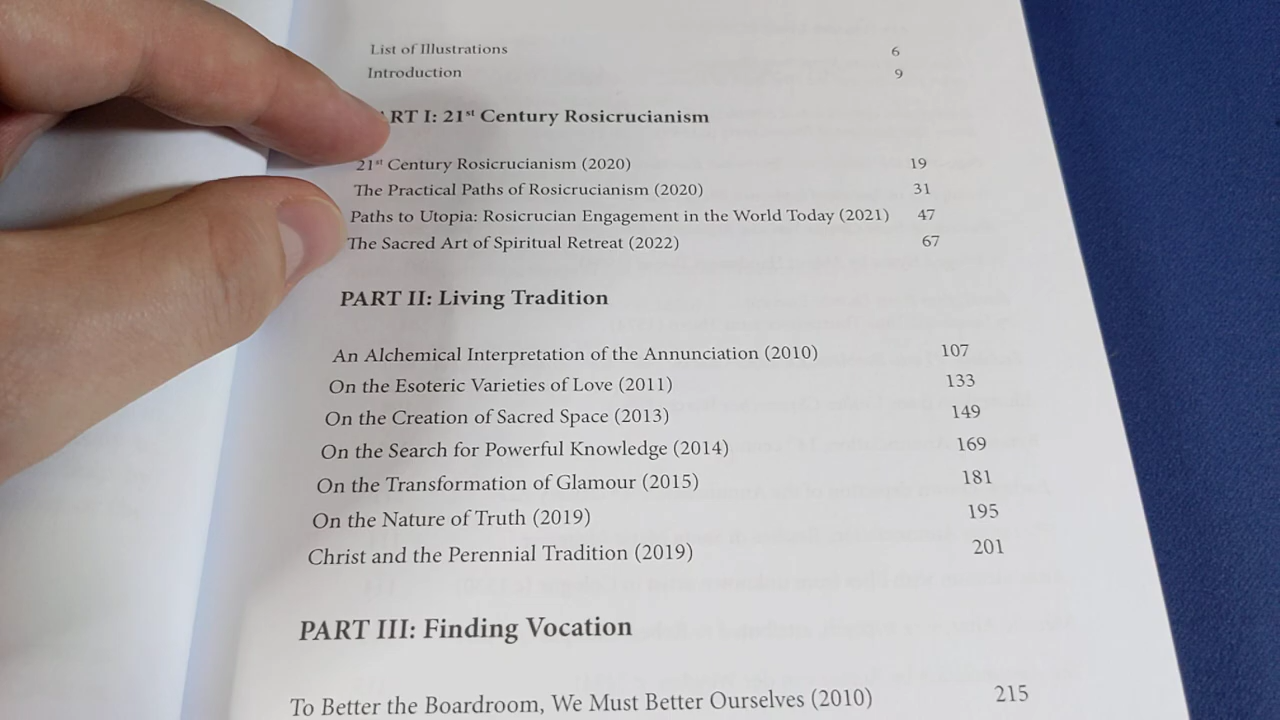 List of Illustrations 6
Introduction 9
ART I: 21st Century Rosicrucianism
21st Century Rosicrucianism (2020) 19
The Practical Paths of Rosicrucianism (2020) 31
Paths to Utopia: Rosicrucian Engagement in the World Today (2021) 47
The Sacred Art of Spiritual Retreat (2022) 67
PART II: Living Tradition
An Alchemical Interpretation of the Annunciation (2010) 107
On the Esoteric Varieties of Love (2011) 133
On the Creation of Sacred Space (2013) 149
On the Search for Powerful Knowledge (2014) 169
On the Transformation of Glamour (2015) 181
On the Nature of Truth (2019) 195
Christ and the Perennial Tradition (2019) 201
PART III: Finding Vocation
To Better the Boardroom, We Must Better Ourselves (2010) 215